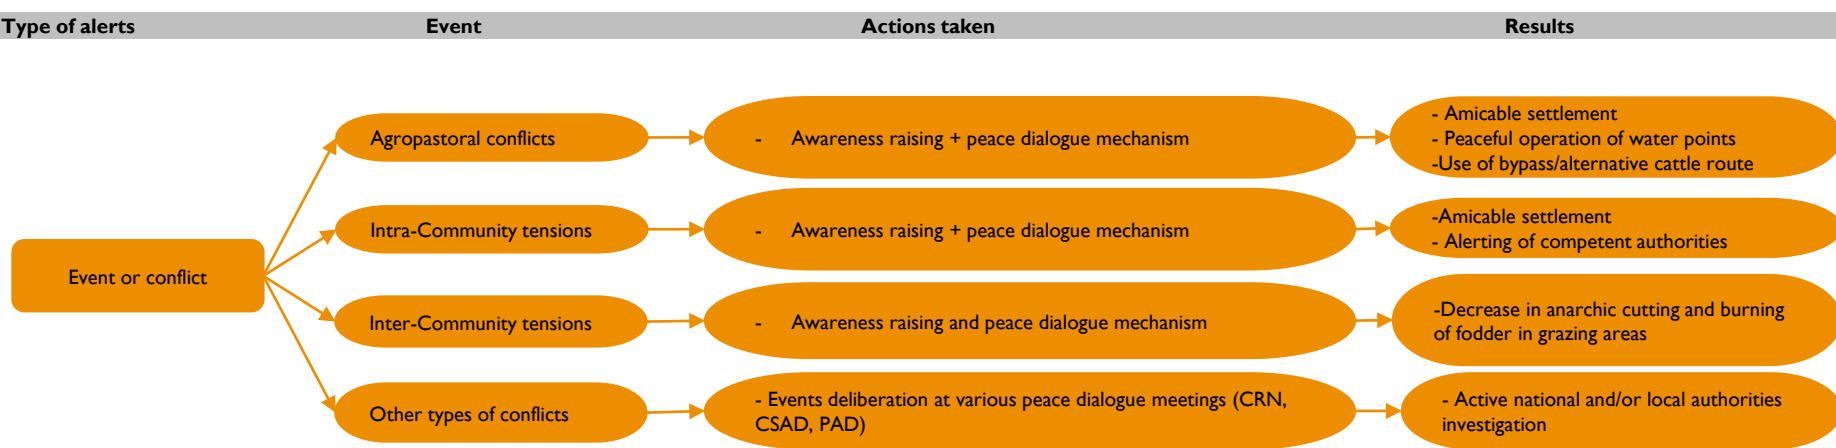 Type of alerts Event Actions taken Results
Agropastoral conflicts
- Awareness raising + peace dialogue mechanism
- Amicable settlement
- Peaceful operation of water points
-Use of bypass/alternative cattle route
Intra-Community tensions
- Awareness raising + peace dialogue mechanism
-Amicable settlement
- Alerting of competent authorities
Event or conflict
Inter-Community tensions
- Awareness raising and peace dialogue mechanism
-Decrease in anarchic cutting and burning
of fodder in grazing areas
Other types of conflicts
- Events deliberation at various peace dialogue meetings (CRN,
CSAD, PAD)
- Active national and/or local authorities
investigation